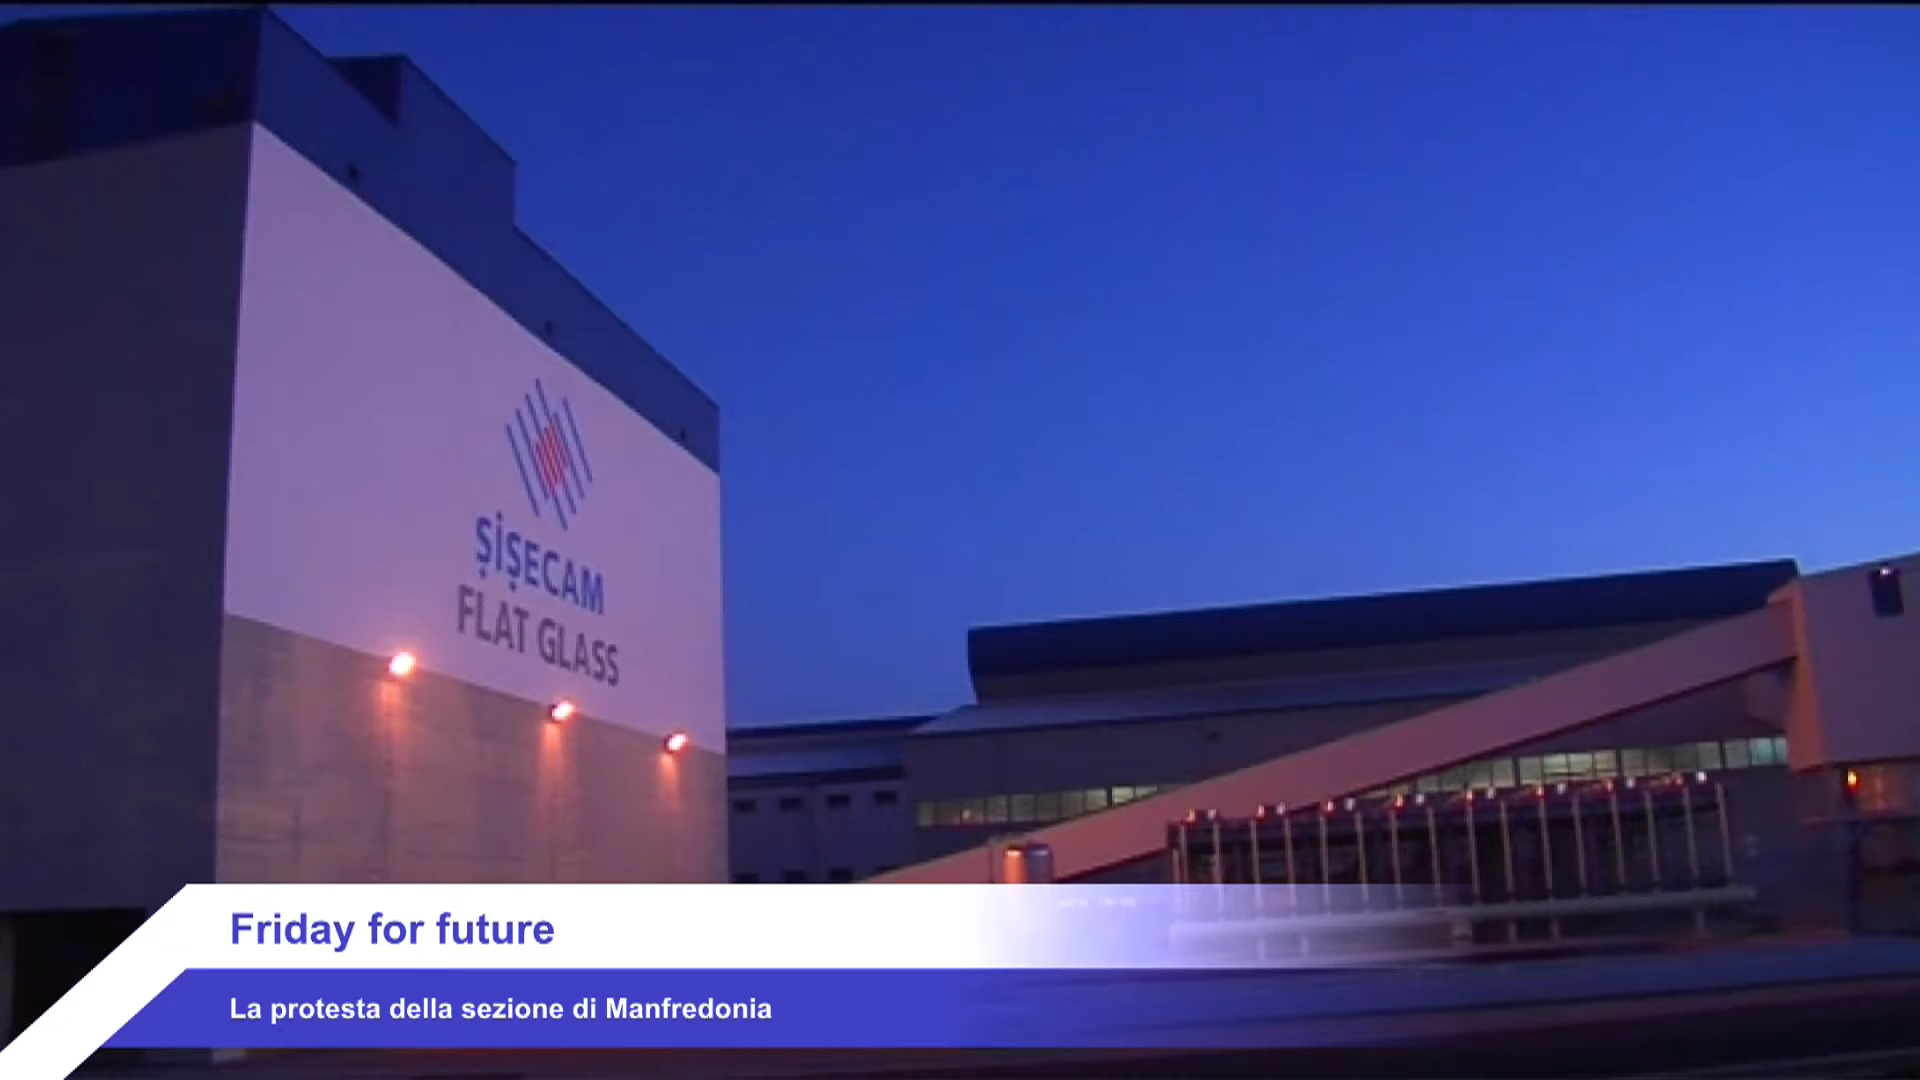 ŞİŞECAM
FLAT GLASS
Friday for future
La protesta della sezione di Manfredonia